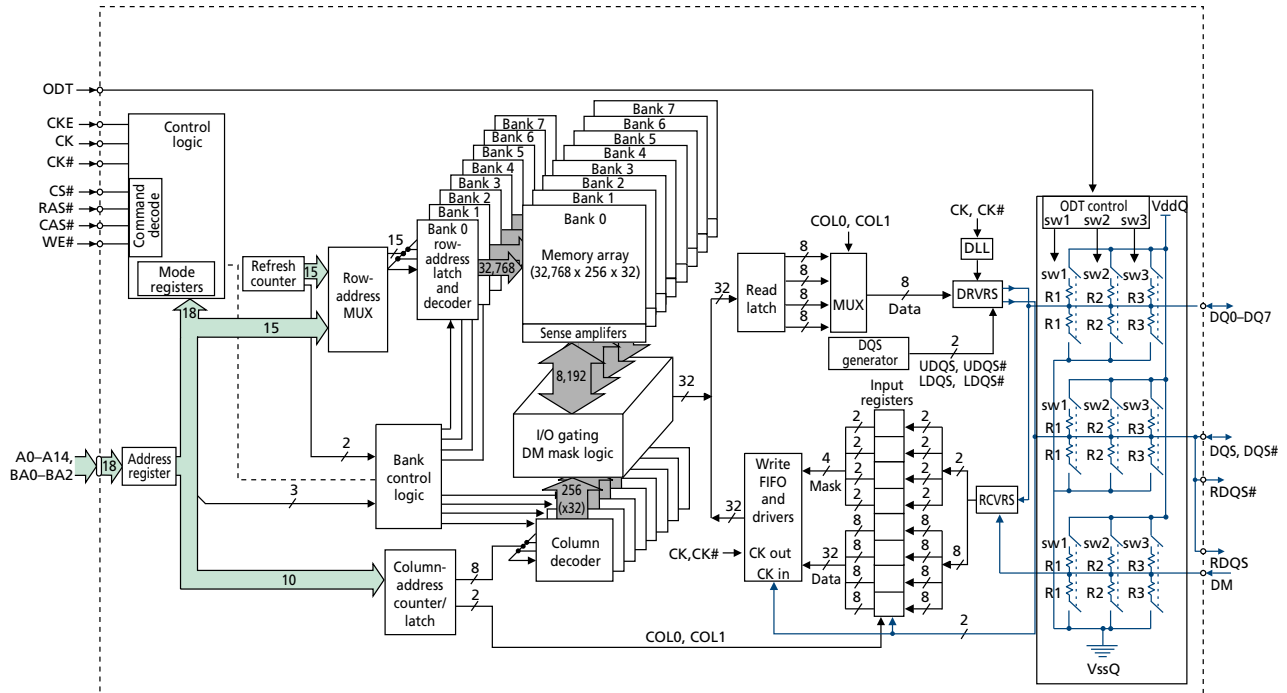 ODT
CKE
CK
CK#
CS#
RAS#
CAS#
WE#
Control
logic
Command
decode
Mode
registers
18
Refresh
counter
15
Row-
address
MUX
15
15
Bank 7
Bank 6
Bank 5
Bank 4
Bank 3
Bank 2
Bank 1
Bank 0
row-
address
latch
and
decoder
32,768
Bank 7
Bank 6
Bank 5
Bank 4
Bank 3
Bank 2
Bank 1
Bank 0
Memory array
(32,768 x 256 x 32)
Sense amplifers
8,192
I/O gating
DM mask logic
256
(x32)
Column
decoder
A0–A14,
BA0–BA2
18
Address
register
2
3
Bank
control
logic
10
Column-
address
counter/
latch
8
2
COL0, COL1
32
32
32
Read
latch
8
8
8
8
COL0, COL1
MUX
8
Data
CK, CK#
DLL
DRVRS
DQS
generator
2
UDQS, UDQS#
LDQS, LDQS#
Input
registers
Write
FIFO
and
drivers
CK out
CK in
CK,CK#
4
Mask
32
Data
2
2
2
2
8
8
8
8
2
2
2
2
8
8
8
8
2
8
RCVRS
2
ODT control
VddQ
sw1
sw2
sw3
sw1
sw2
sw3
R1
R2
R3
R1
R2
R3
sw1
sw2
sw3
R1
R2
R3
R1
R2
R3
sw1
sw2
sw3
R1
R2
R3
R1
R2
R3
VssQ
DQ0–DQ7
DQS, DQS#
RDQS#
RDQS
DM